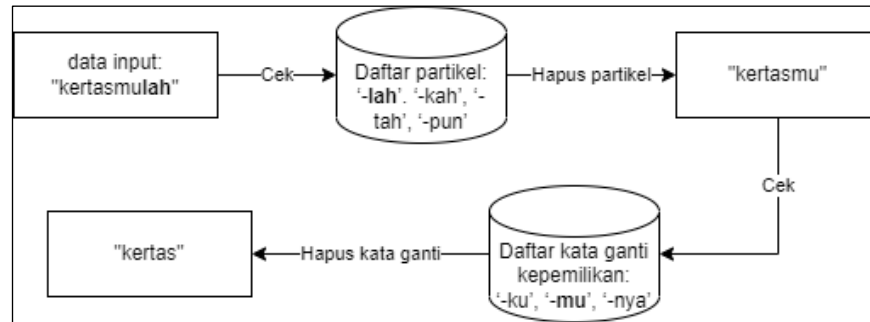 data input:
"kertasmulah"
Cek
Daftar partikel:
‘-lah’. ‘-kah’, ‘-
tah’, ‘-pun’
Hapus partikel
"kertasmu"
Cek
Daftar kata ganti
kepemilikan:
‘-ku’, ‘-mu’, ‘-nya’
Hapus kata ganti
"kertas"